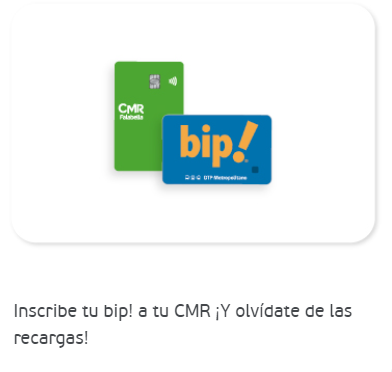 CMR
Falabella
bip!
DTP Metropolitano
Inscribe tu bip! a tu CMR ¡Y olvídate de las
recargas!